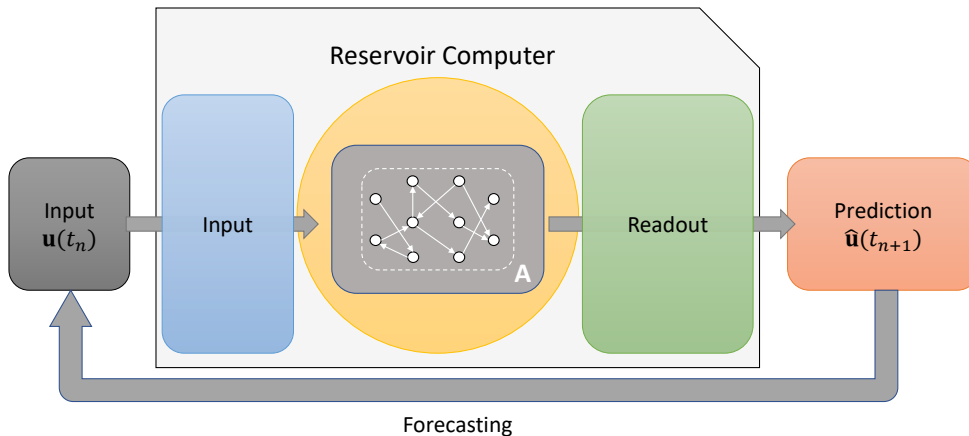 Reservoir Computer
Input
𝐮(𝑡ₙ)
Input
A
Readout
Prediction
𝐮̂(𝑡ₙ₊₁)
Forecasting